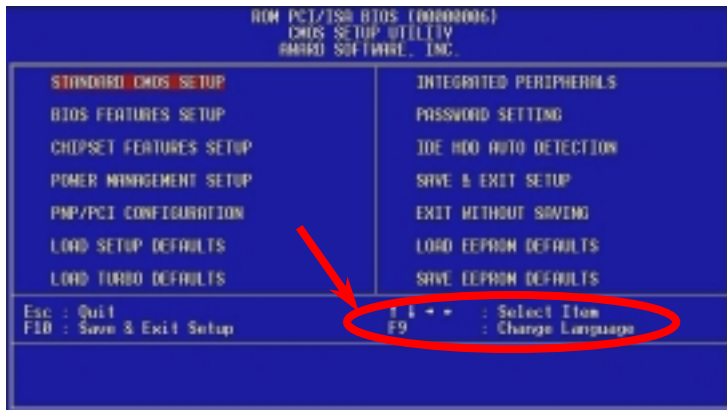 ROM PCI/ISA BIOS (00000006)
CMOS SETUP UTILITY
AWARD SOFTWARE, INC.
STANDARD CMOS SETUP
BIOS FEATURES SETUP
CHIPSET FEATURES SETUP
POWER MANAGEMENT SETUP
PNP/PCI CONFIGURATION
LOAD SETUP DEFAULTS
LOAD TURBO DEFAULTS
INTEGRATED PERIPHERALS
PASSWORD SETTING
IDE HDD AUTO DETECTION
SAVE & EXIT SETUP
EXIT WITHOUT SAVING
LOAD EEPROM DEFAULTS
SAVE EEPROM DEFAULTS
Esc : Quit
F10 : Save & Exit Setup
↑ ↓ → ← : Select Item
F9 : Change Language